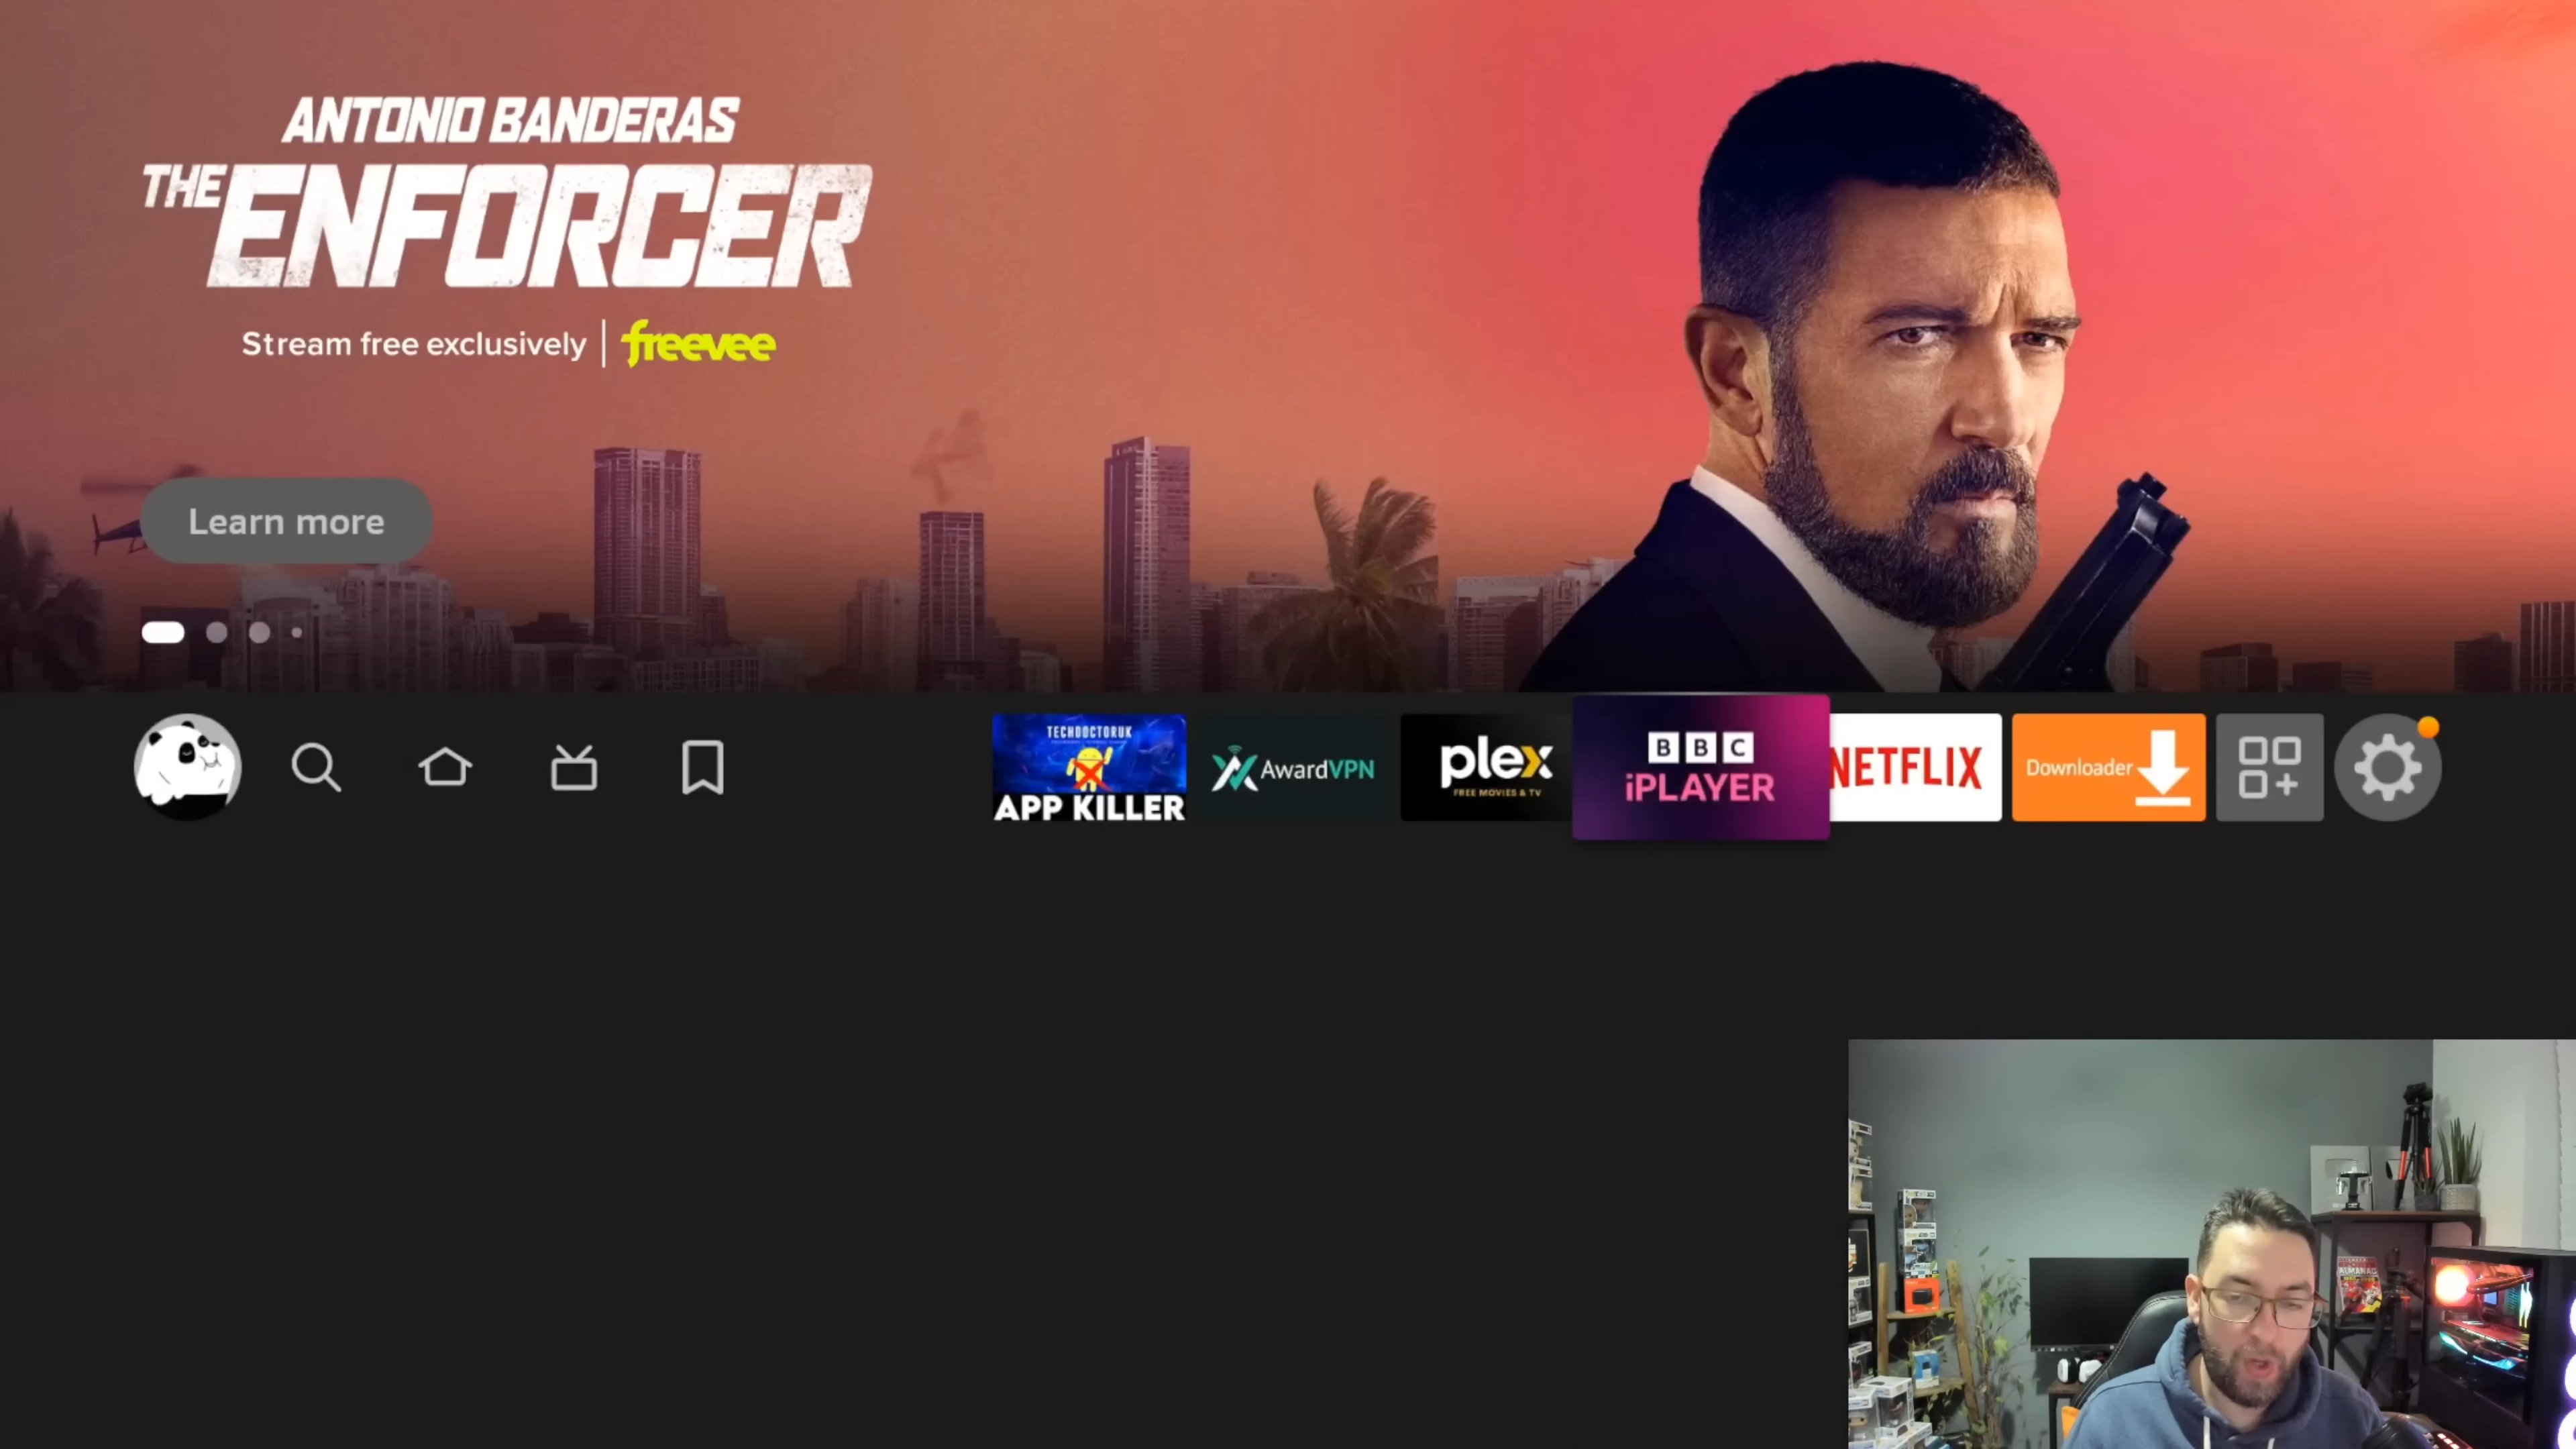 ANTONIO BANDERAS
THE ENFORCER
Stream free exclusively | freevee
Learn more
TECHDOCTORUK
APP KILLER
AwardVPN
plex
FREE MOVIES & TV
BBC
iPLAYER
NETFLIX
Downloader
ALMANAC